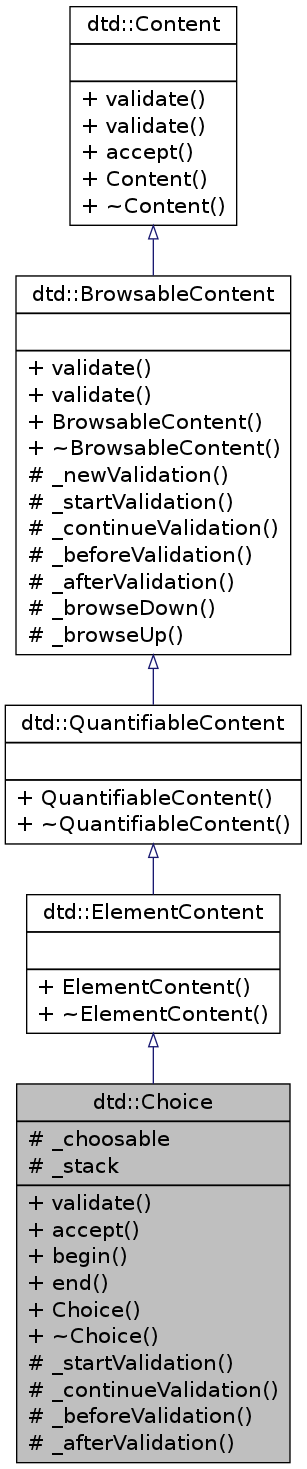 dtd::Content
+ validate()
+ validate()
+ accept()
+ Content()
+ ~Content()
dtd::BrowsableContent
+ validate()
+ validate()
+ BrowsableContent()
+ ~BrowsableContent()
# _newValidation()
# _startValidation()
# _continueValidation()
# _beforeValidation()
# _afterValidation()
# _browseDown()
# _browseUp()
dtd::QuantifiableContent
+ QuantifiableContent()
+ ~QuantifiableContent()
dtd::ElementContent
+ ElementContent()
+ ~ElementContent()
dtd::Choice
# _choosable
# _stack
+ validate()
+ accept()
+ begin()
+ end()
+ Choice()
+ ~Choice()
# _startValidation()
# _continueValidation()
# _beforeValidation()
# _afterValidation()